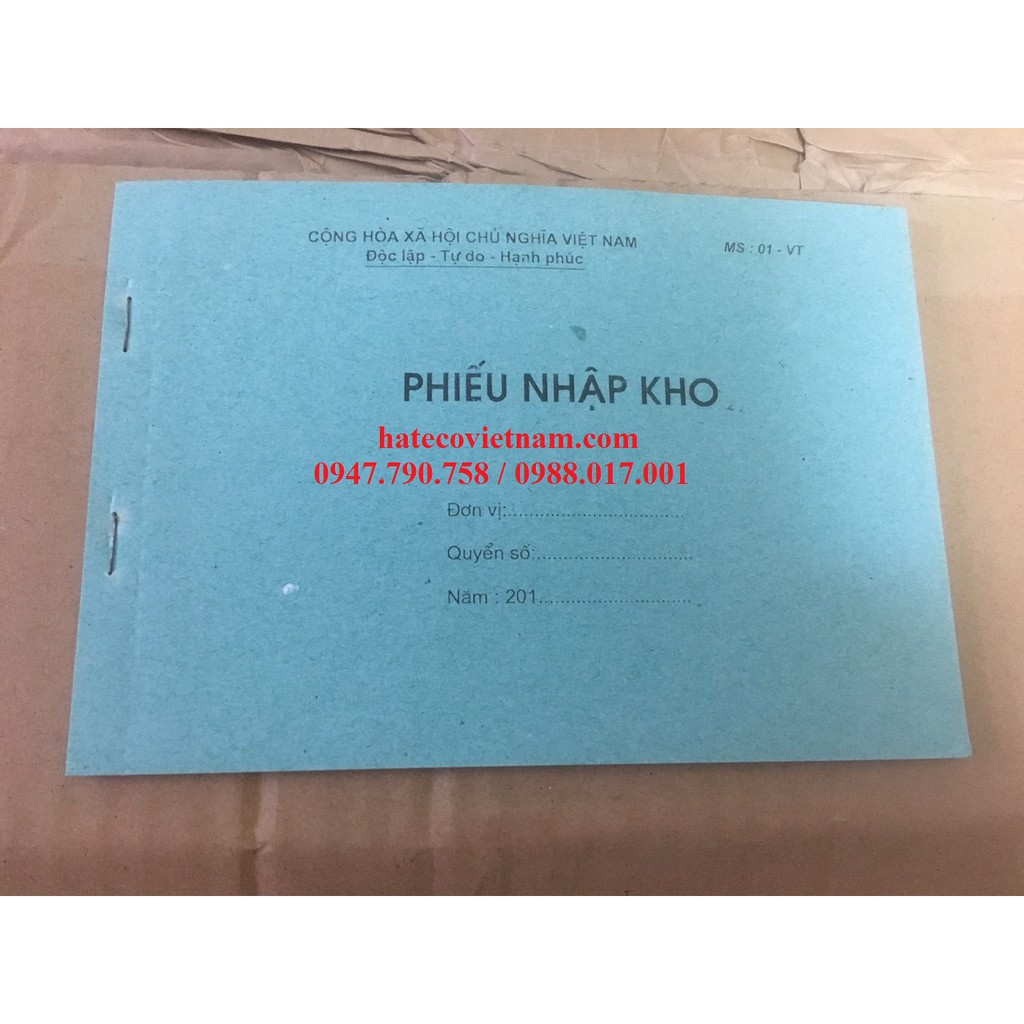 CỘNG HÒA XÃ HỘI CHỦ NGHĨA VIỆT NAM
MS : 01 - VT
Độc lập - Tự do - Hạnh phúc
PHIẾU NHẬP KHO
hatecovietnam.com
0947.790.758 / 0988.017.001
Đơn vị:.................................
Quyển số:..............................
Năm : 201.............................